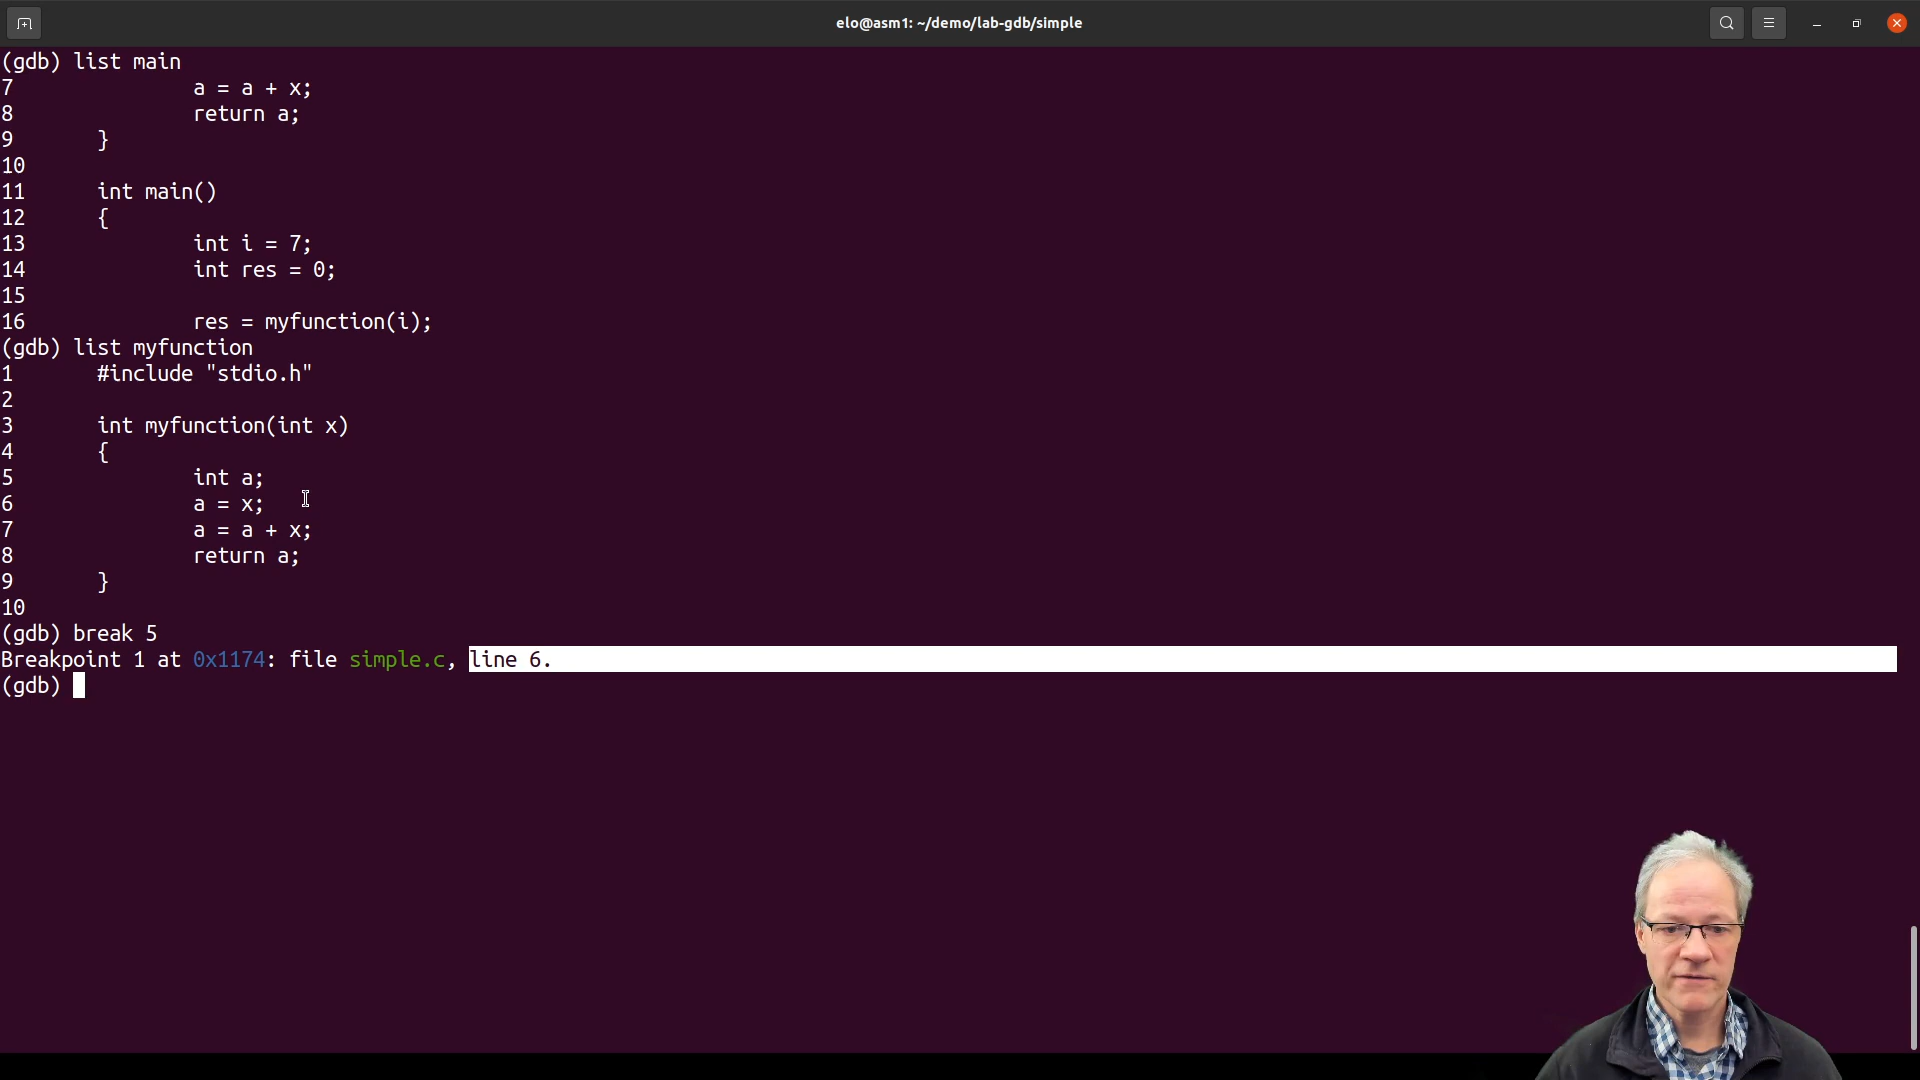 elo@asm1: ~/demo/lab-gdb/simple
(gdb) list main
7 a = a + x;
8 return a;
9 }
10
11 int main()
12 {
13 int i = 7;
14 int res = 0;
15
16 res = myfunction(i);
(gdb) list myfunction
1 #include "stdio.h"
2
3 int myfunction(int x)
4 {
5 int a;
6 a = x;
7 a = a + x;
8 return a;
9 }
10
(gdb) break 5
Breakpoint 1 at 0x1174: file simple.c, line 6.
(gdb)